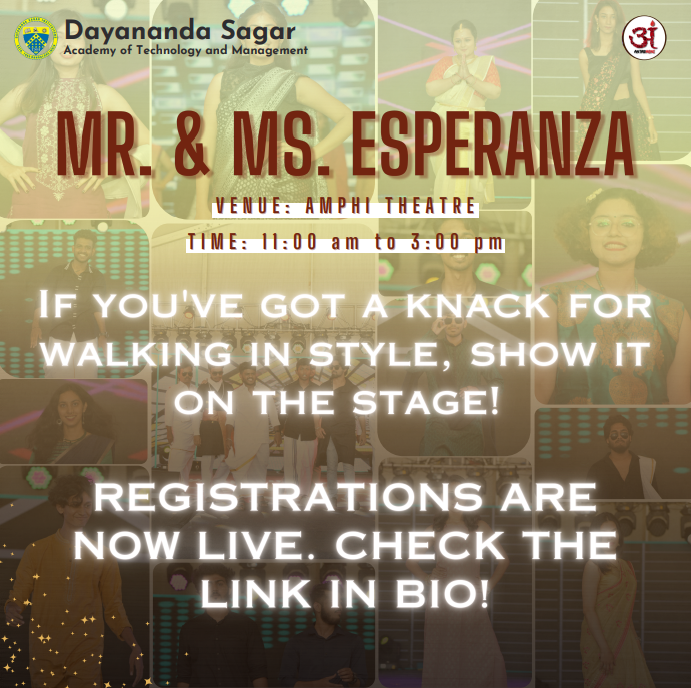 Dayananda Sagar
Academy of Technology and Management
अं
ANTARAGNI
MR. & MS. ESPERANZA
VENUE: AMPHI THEATRE
TIME: 11:00 am to 3:00 pm
IF YOU'VE GOT A KNACK FOR
WALKING IN STYLE, SHOW IT
ON THE STAGE!
REGISTRATIONS ARE
NOW LIVE. CHECK THE
LINK IN BIO!